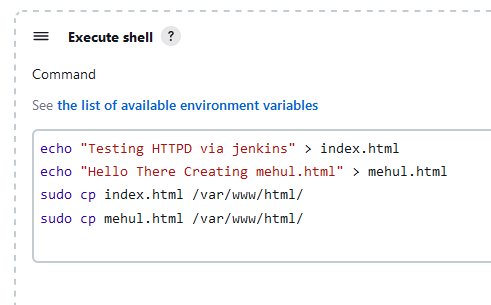 Execute shell ?
Command
See the list of available environment variables
echo "Testing HTTPD via jenkins" > index.html
echo "Hello There Creating mehul.html" > mehul.html
sudo cp index.html /var/www/html/
sudo cp mehul.html /var/www/html/